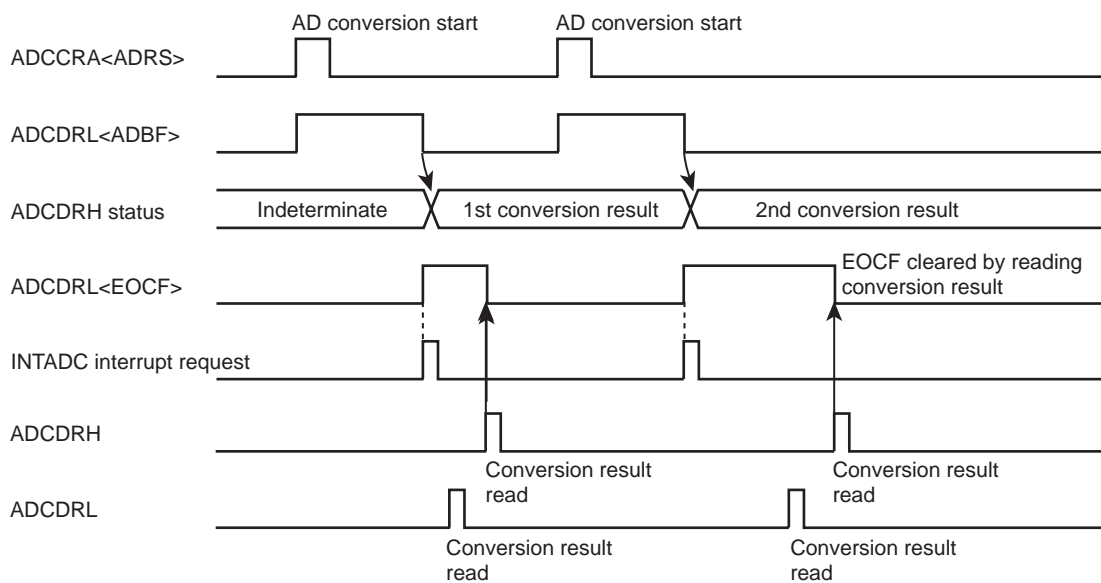 AD conversion start
AD conversion start
ADCCRA<ADRS>
ADCDRL<ADBF>
ADCDRH status
Indeterminate
1st conversion result
2nd conversion result
ADCDRL<EOCF>
EOCF cleared by reading
conversion result
INTADC interrupt request
ADCDRH
Conversion result
read
Conversion result
read
ADCDRL
Conversion result
read
Conversion result
read